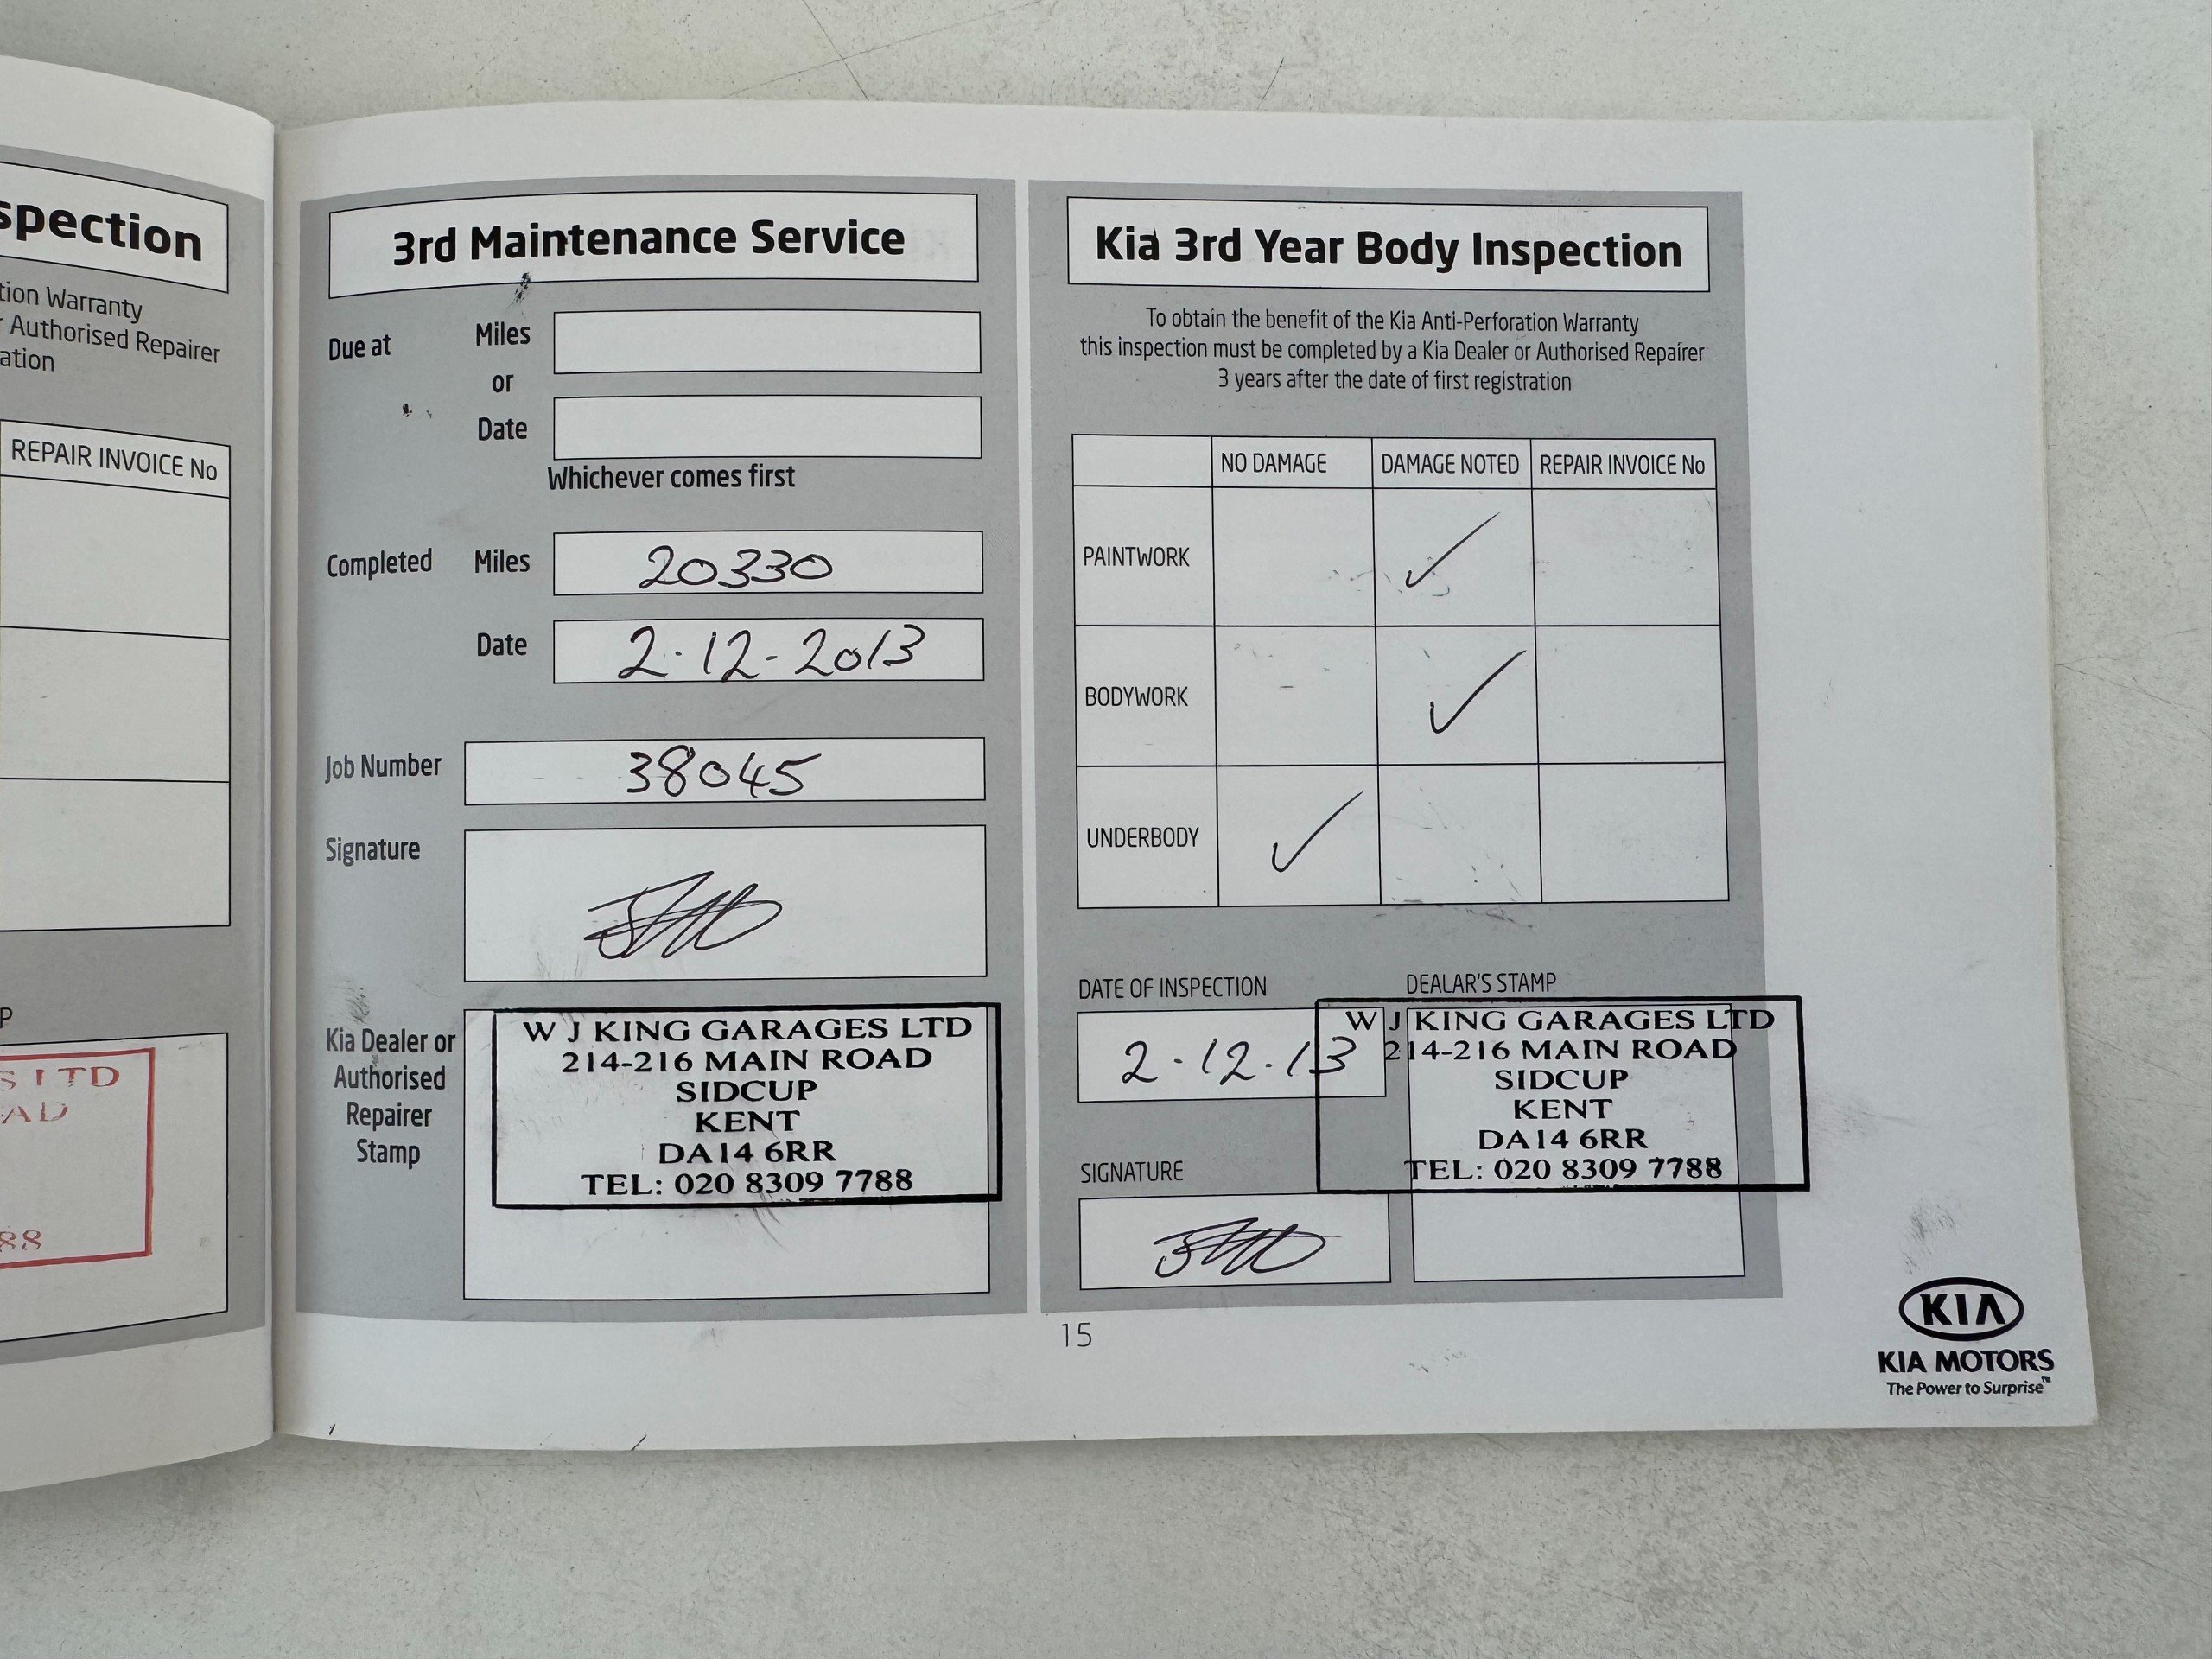 spection
tion Warranty
r Authorised Repairer
ation
REPAIR INVOICE No
P
S LTD
AD
88
3rd Maintenance Service
Due at
Miles
or
Date
Whichever comes first
Completed
Miles
20330
Date
2.12-2013
Job Number
38045
Signature
Kia Dealer or
Authorised
Repairer
Stamp
W J KING GARAGES LTD
214-216 MAIN ROAD
SIDCUP
KENT
DA14 6RR
TEL: 020 8309 7788
Kia 3rd Year Body Inspection
To obtain the benefit of the Kia Anti-Perforation Warranty
this inspection must be completed by a Kia Dealer or Authorised Repairer
3 years after the date of first registration
NO DAMAGE DAMAGE NOTED REPAIR INVOICE No
PAINTWORK ✓
BODYWORK ✓
UNDERBODY ✓
DATE OF INSPECTION
2-12.13
SIGNATURE
DEALAR'S STAMP
W J KING GARAGES LTD
214-216 MAIN ROAD
SIDCUP
KENT
DA14 6RR
TEL: 020 8309 7788
15
KIA
KIA MOTORS
The Power to Surprise™